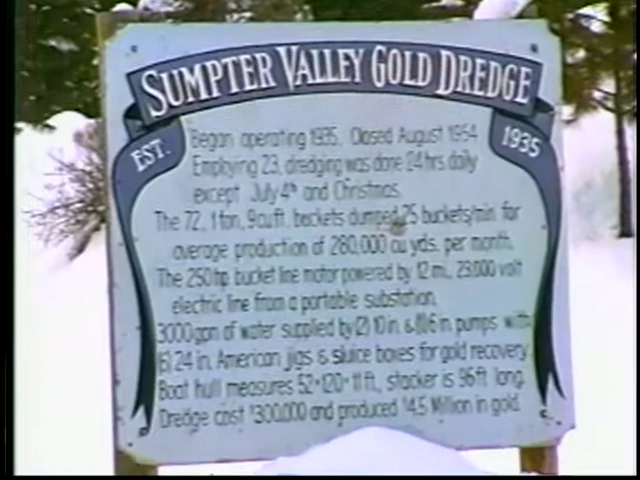 SUMPTER VALLEY GOLD DREDGE
EST. 1935
Began operating 1935. Closed August 1954
Emplying 23, dredging was done 24 hrs. daily
except July 4th and Christmas.
The 72, 1 ton, 9 cu.ft. buckets dumped 25 buckets/min. for
average production of 280,000 cu yds. per month.
The 250 hp bucket line motor powered by 12 mi., 23,000 volt
electric line from a portable substation.
3000 gpm of water supplied by (2) 10 in. & (1) 6 in. pumps with
(6) 24 in. American jigs & sluice boxes for gold recovery.
Boat hull measures 52×120×11 ft., stacker is 96 ft. long.
Dredge cost $300,000 and produced $4.5 Million in gold.